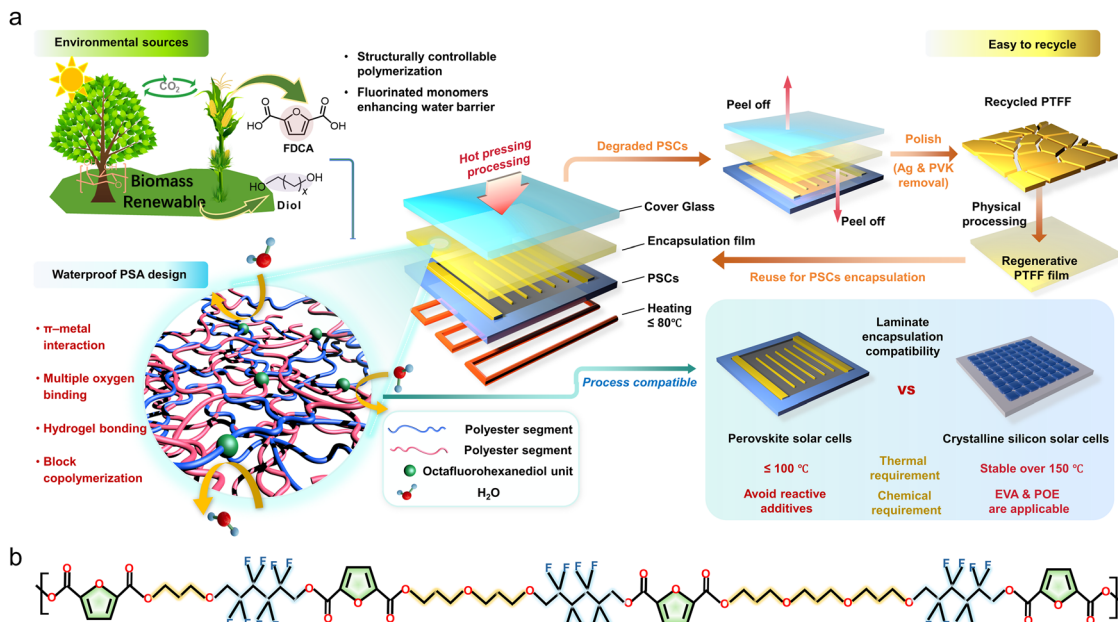 a
Environmental sources
CO2
HO
O
O
O
OH
FDCA
HO
OH
x
Diol
Biomass
Renewable
• Structurally controllable
polymerization
• Fluorinated monomers
enhancing water barrier
Hot pressing
processing
Cover Glass
Encapsulation film
PSCs
Heating
≤ 80℃
Degraded PSCs
Peel off
Peel off
Polish
(Ag & PVK
removal)
Easy to recycle
Recycled PTFF
Physical
processing
Regenerative
PTFF film
Reuse for PSCs encapsulation
Waterproof PSA design
• π–metal
interaction
• Multiple oxygen
binding
• Hydrogel bonding
• Block
copolymerization
Process compatible
Polyester segment
Polyester segment
Octafluorohexanediol unit
H2O
Laminate
encapsulation
compatibility
VS
Perovskite solar cells
Crystalline silicon solar cells
≤ 100 ℃
Thermal
requirement
Stable over 150 ℃
Avoid reactive
additives
Chemical
requirement
EVA & POE
are applicable
b
F F F F F F F F F F F F
O O O O O O O O O O O O O O O O O O O O